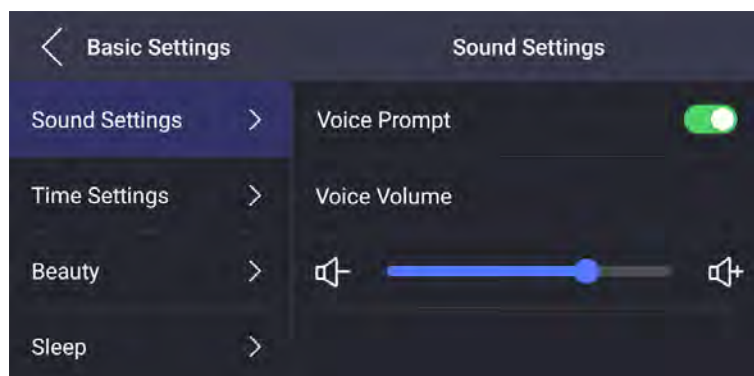 Basic Settings
Sound Settings
Sound Settings
Voice Prompt
Time Settings
Voice Volume
Beauty
Sleep